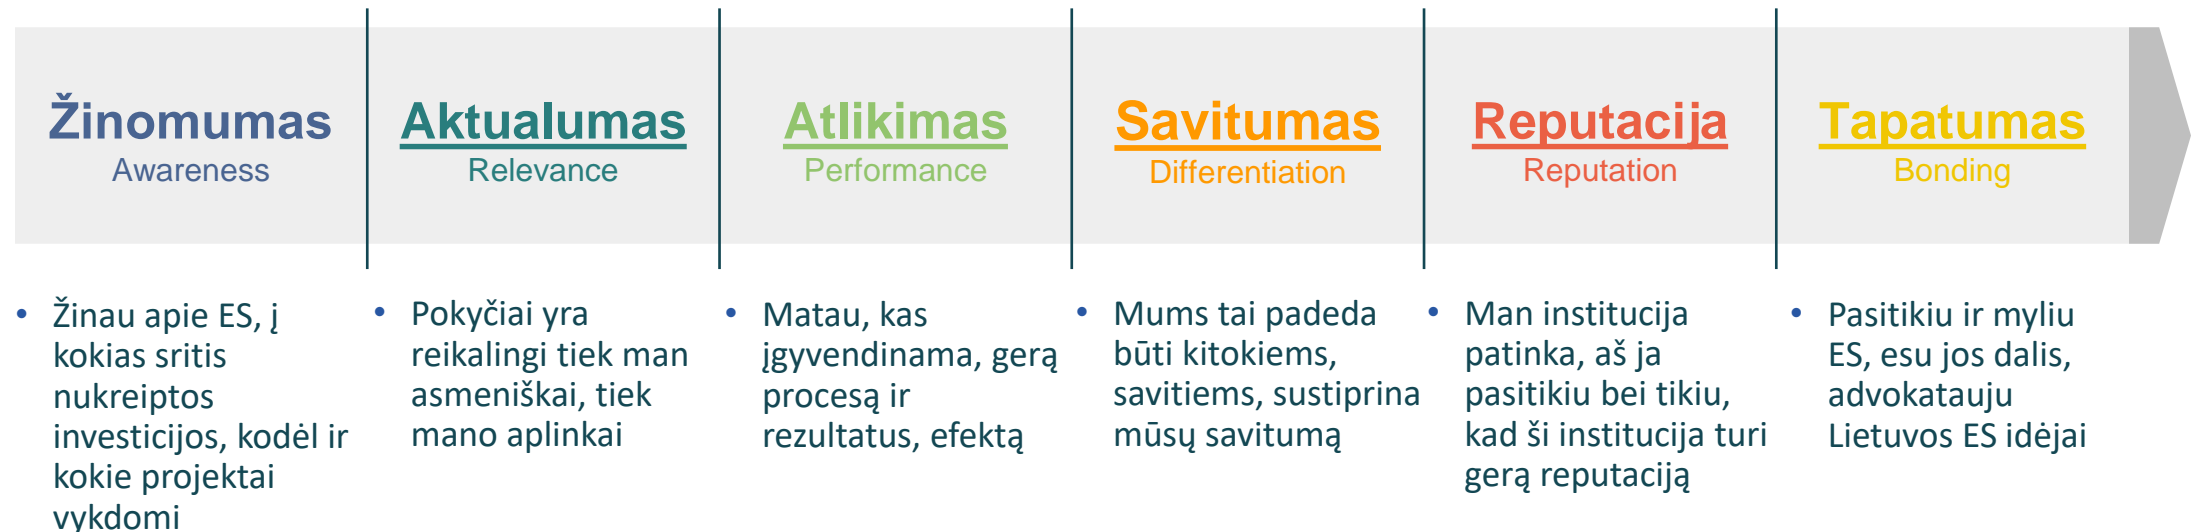 Žinomumas
Awareness
Aktualumas
Relevance
Atlikimas
Performance
Savitumas
Differentiation
Reputacija
Reputation
Tapatumas
Bonding
• Žinau apie ES, į
kokias sritis
nukreiptos
investicijos, kodėl ir
kokie projektai
vykdomi
• Pokyčiai yra
reikalingi tiek man
asmeniškai, tiek
mano aplinkai
• Matau, kas
įgyvendinama, gerą
procesą ir
rezultatus, efektą
• Mums tai padeda
būti kitokiems,
savitiems, sustiprina
mūsų savitumą
• Man institucija
patinka, aš ja
pasitikiu bei tikiu,
kad ši institucija turi
gerą reputaciją
• Pasitikiu ir myliu
ES, esu jos dalis,
advokatauju
Lietuvos ES idėjai